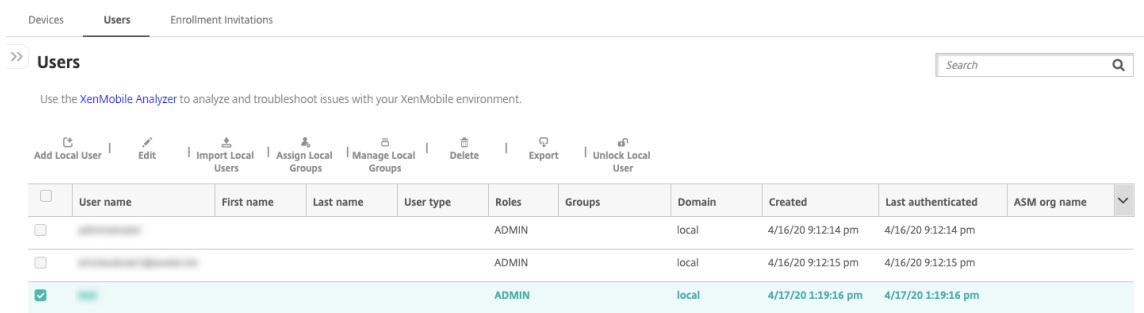 Devices Users Enrollment Invitations
Users
Search
Use the XenMobile Analyzer to analyze and troubleshoot issues with your XenMobile environment.
Add Local User | Edit | Import Local Users | Assign Local Groups | Manage Local Groups | Delete | Export | Unlock Local User
User name First name Last name User type Roles Groups Domain Created Last authenticated ASM org name
ADMIN local 4/16/20 9:12:14 pm 4/16/20 9:12:14 pm
ADMIN local 4/16/20 9:12:15 pm 4/16/20 9:12:15 pm
ADMIN local 4/17/20 1:19:16 pm 4/17/20 1:19:16 pm